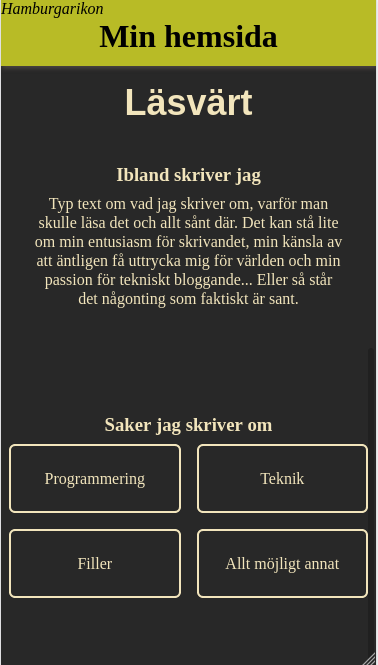 Hamburgarikon
Min hemsida
Läsvärt
Ibland skriver jag
Typ text om vad jag skriver om, varför man
skulle läsa det och allt sånt där. Det kan stå lite
om min entusiasm för skrivandet, min känsla av
att äntligen få uttrycka mig för världen och min
passion för tekniskt bloggande... Eller så står
det någonting som faktiskt är sant.
Saker jag skriver om
Programmering
Teknik
Filler
Allt möjligt annat